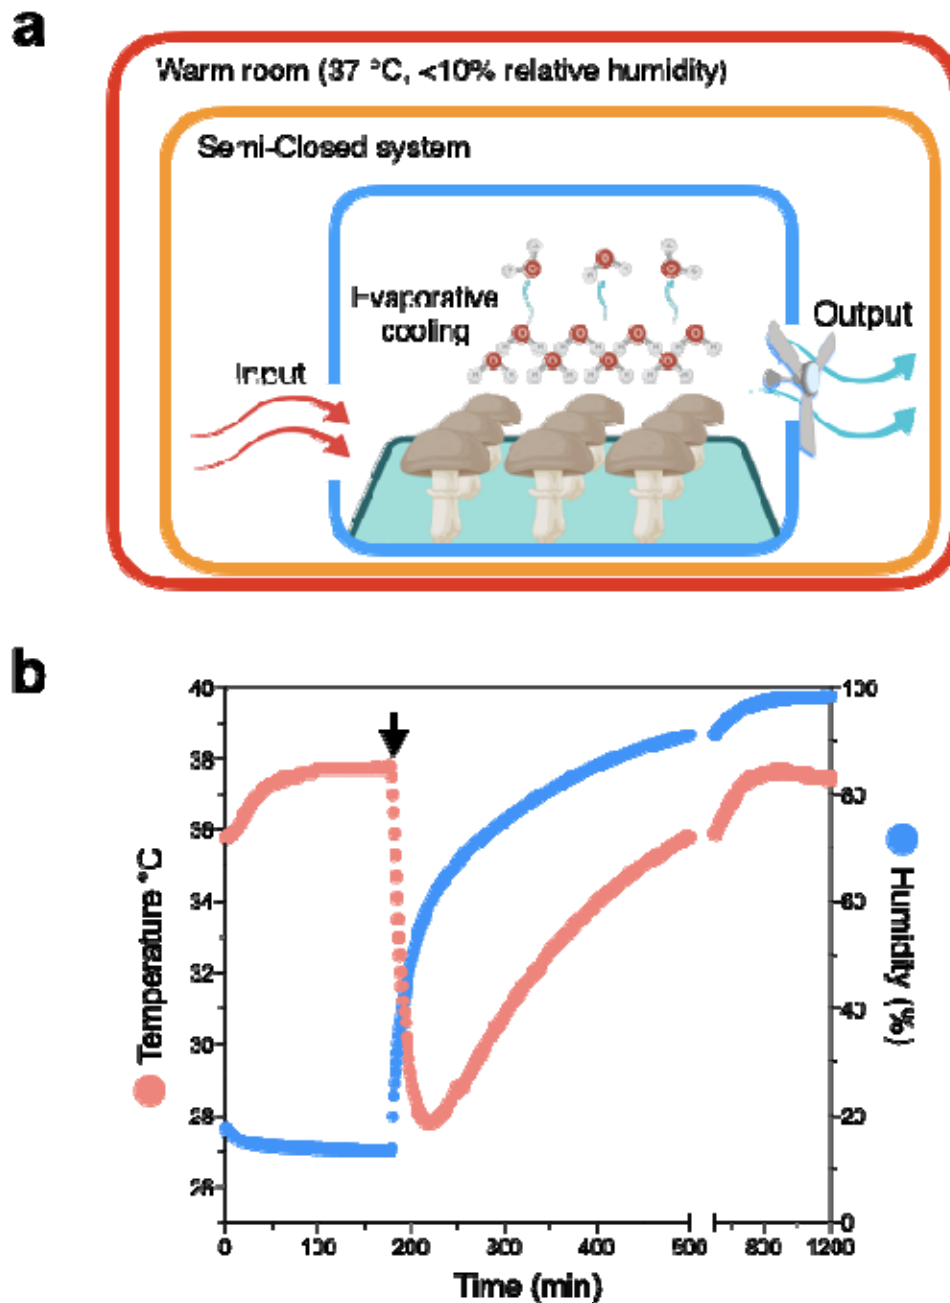 a
Warm room (37 °C, <10% relative humidity)
Semi-Closed system
Evaporative
cooling
Output
Input
b
40
38
36
34
32
30
28
26
100
80
60
40
20
0
Temperature °C
Humidity (%)
0
100
200
300
400
500
800
1200
Time (min)